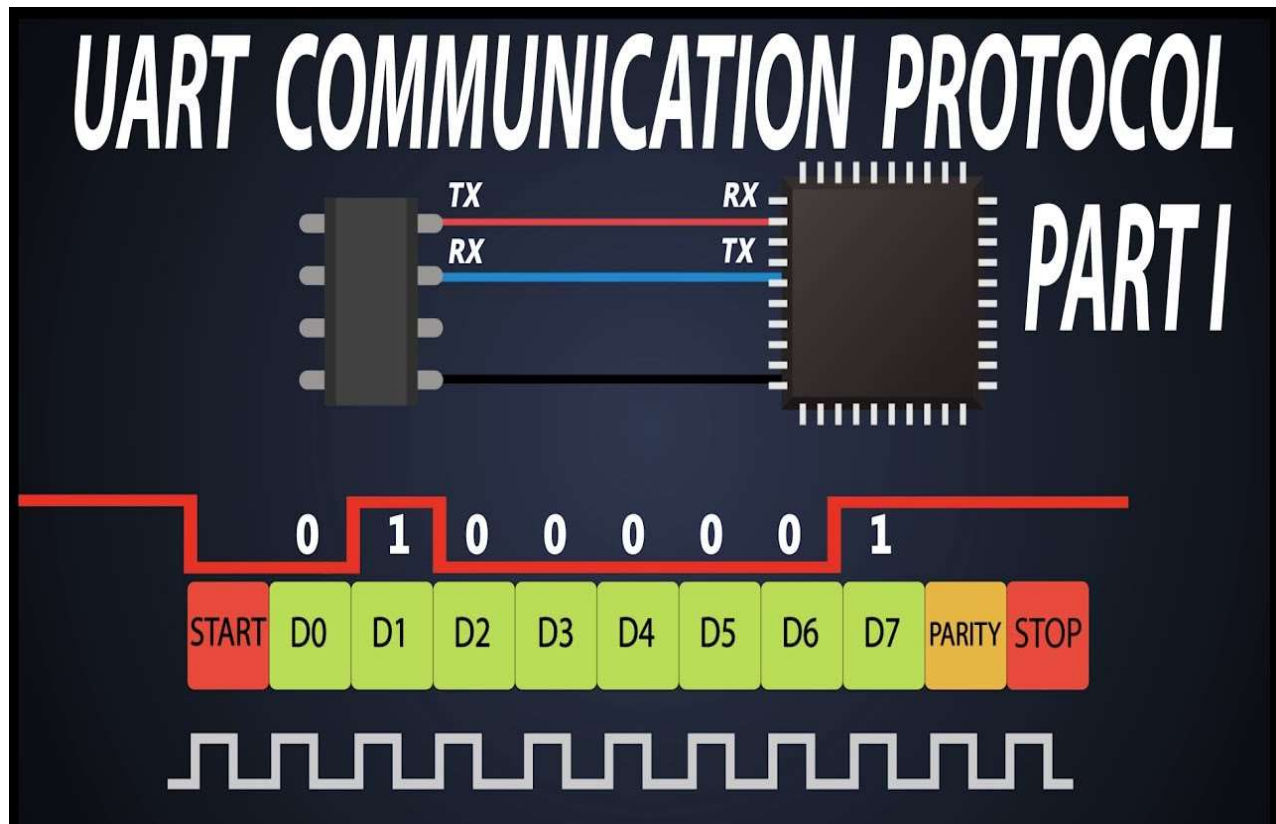 UART COMMUNICATION PROTOCOL
PART I
TX RX
RX TX
0 1 0 0 0 0 0 1
START D0 D1 D2 D3 D4 D5 D6 D7 PARITY STOP